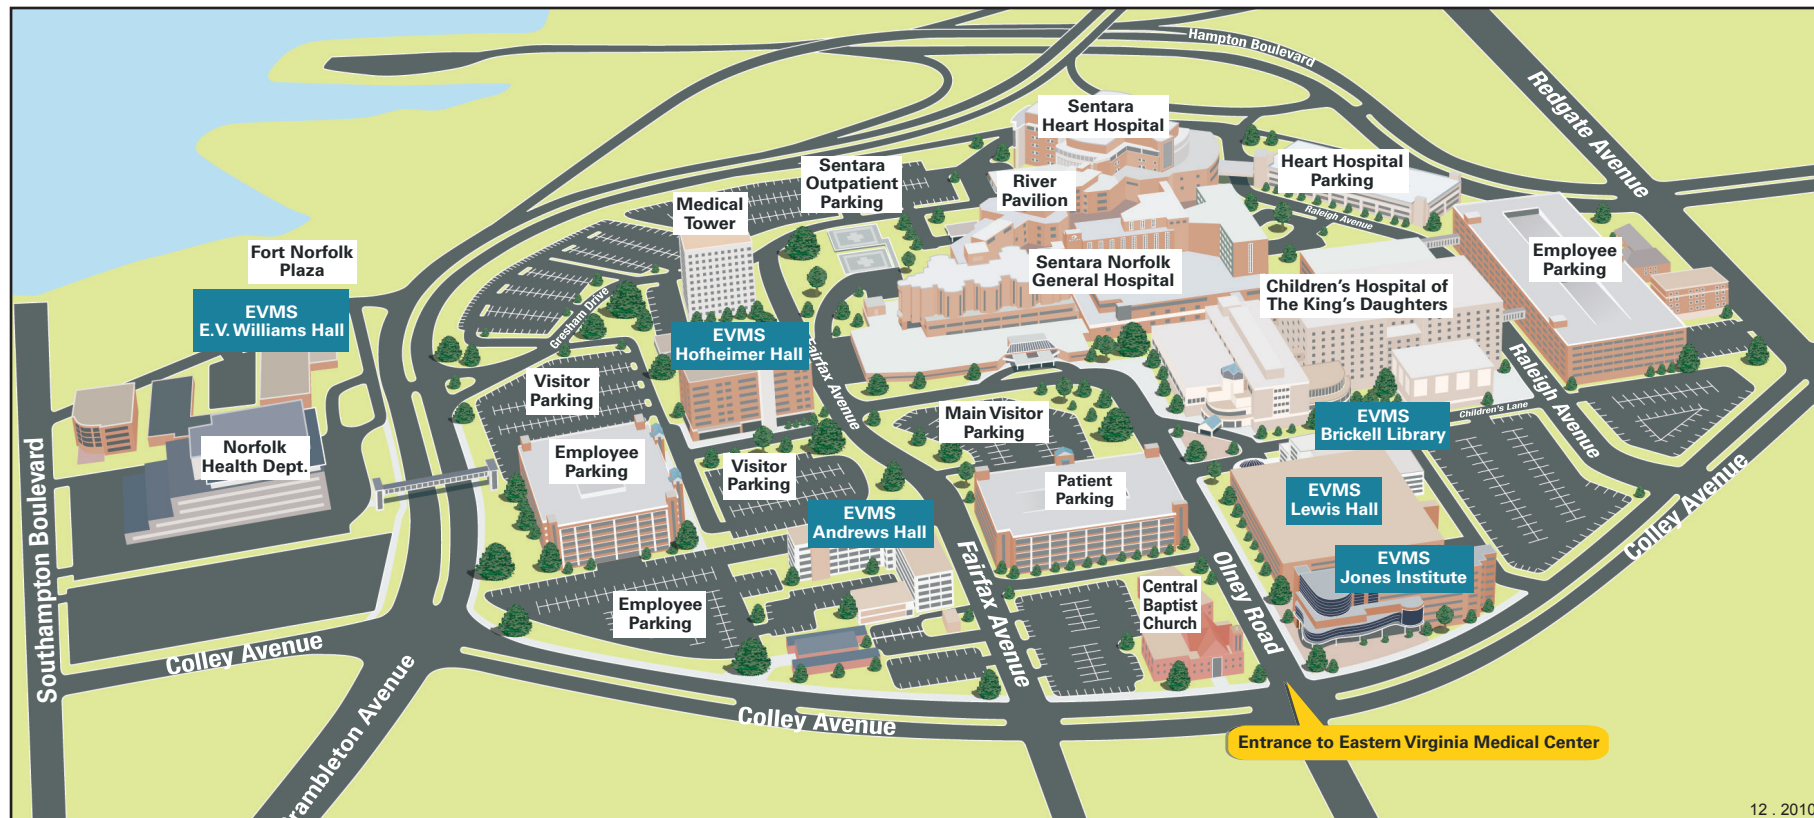 Hampton Boulevard
Redgate Avenue
Sentara
Heart Hospital
Heart Hospital
Parking
Sentara
Outpatient
Parking
River
Pavilion
Medical
Tower
Raleigh Avenue
Employee
Parking
Fort Norfolk
Plaza
Sentara Norfolk
General Hospital
Children's Hospital of
The King's Daughters
EVMS
E.V. Williams Hall
Gresham Drive
EVMS
Hofheimer Hall
Fairfax Avenue
Raleigh Avenue
Visitor
Parking
Main Visitor
Parking
Children's Lane
EVMS
Brickell Library
Norfolk
Health Dept.
Employee
Parking
Visitor
Parking
Patient
Parking
EVMS
Lewis Hall
Colley Avenue
EVMS
Andrews Hall
EVMS
Jones Institute
Southampton Boulevard
Fairfax Avenue
Olney Road
Central
Baptist
Church
Employee
Parking
Colley Avenue
Brambleton Avenue
Colley Avenue
Entrance to Eastern Virginia Medical Center
12 . 2010